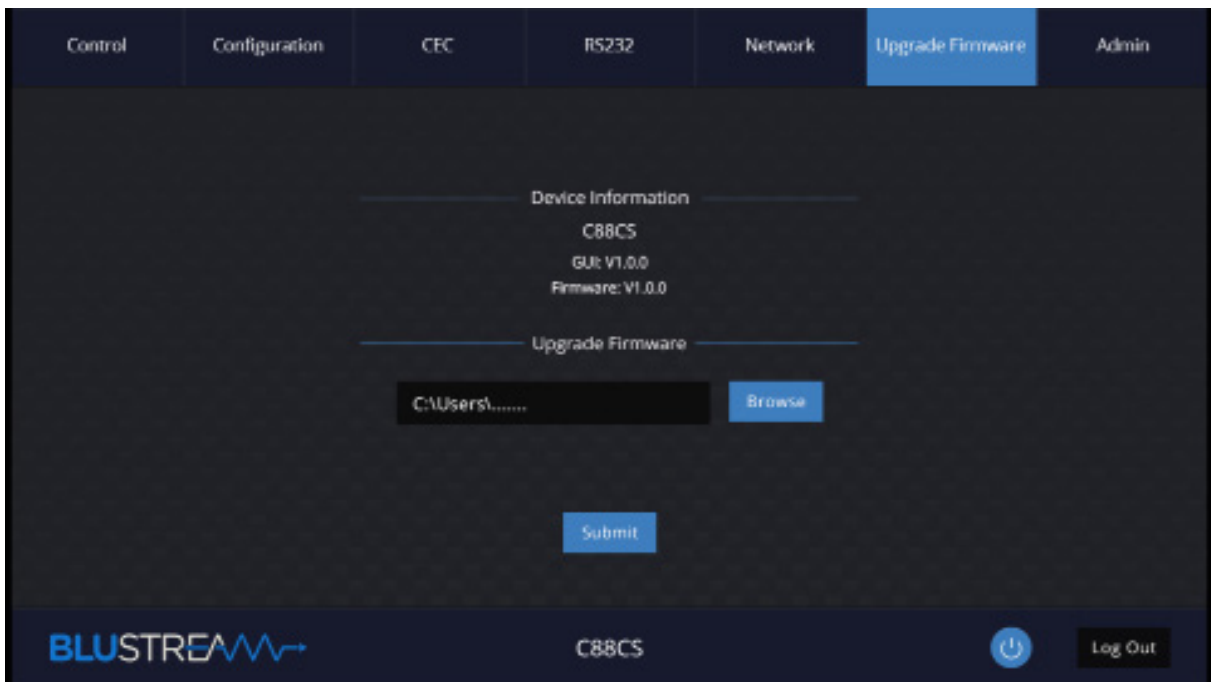 Control Configuration CEC RS232 Network Upgrade Firmware Admin
Device Information
C88CS
GUI: V1.0.0
Firmware: V1.0.0
Upgrade Firmware
C:\Users\....... Browse
Submit
BLUSTREAM C88CS Log Out